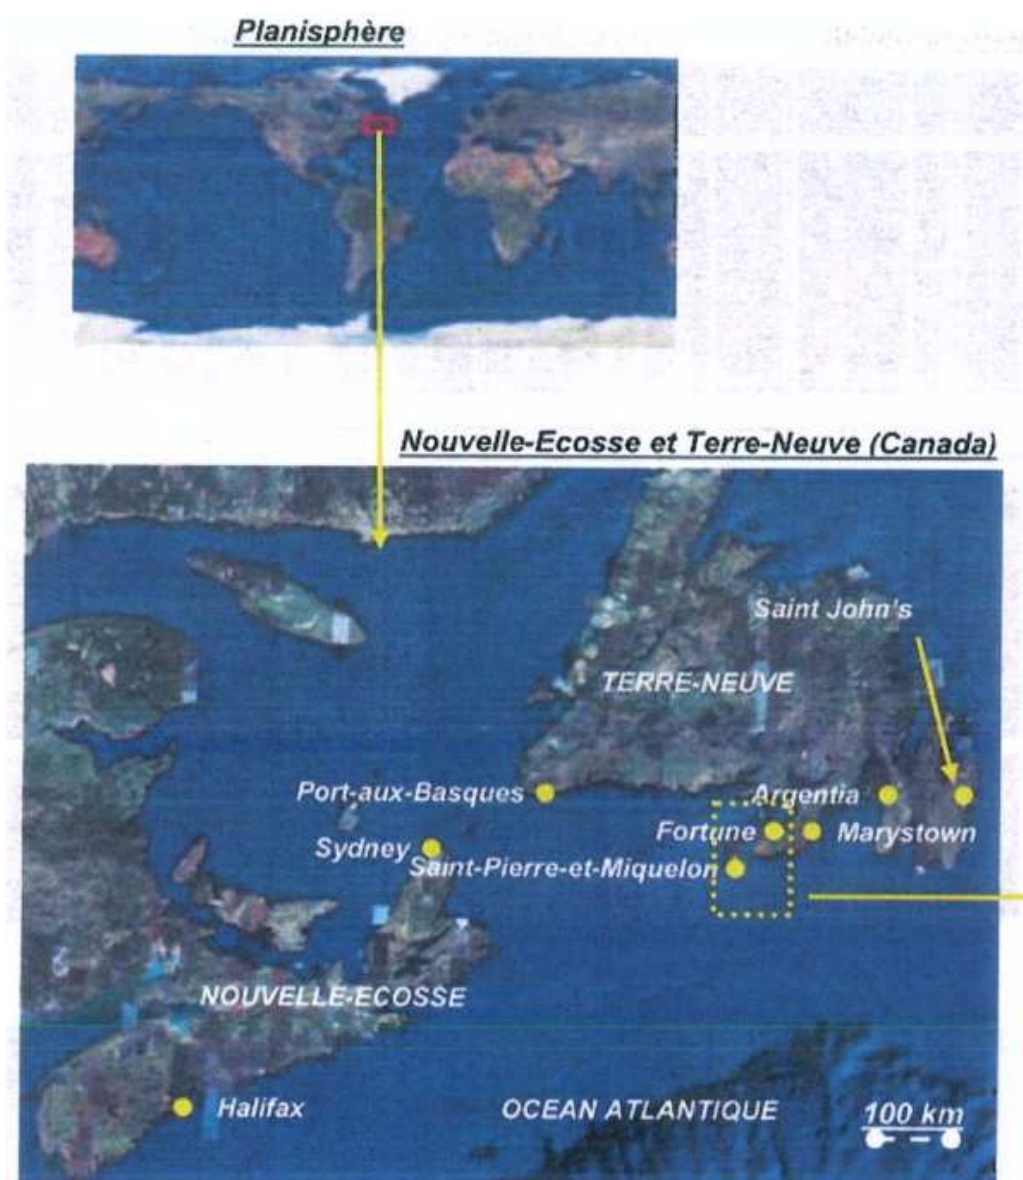 Planisphère
Nouvelle-Ecosse et Terre-Neuve (Canada)
Saint John's
TERRE-NEUVE
Port-aux-Basques
Argentia
Fortune
Marystown
Sydney
Saint-Pierre-et-Miquelon
NOUVELLE-ECOSSE
Halifax
OCEAN ATLANTIQUE
100 km